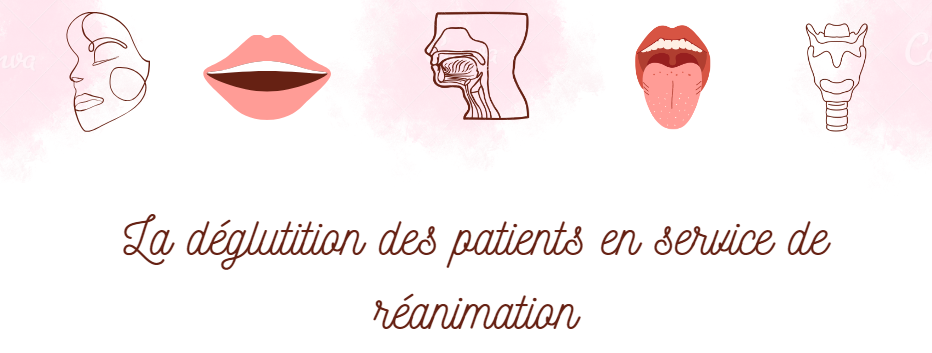 La déglutition des patients en service de
réanimation